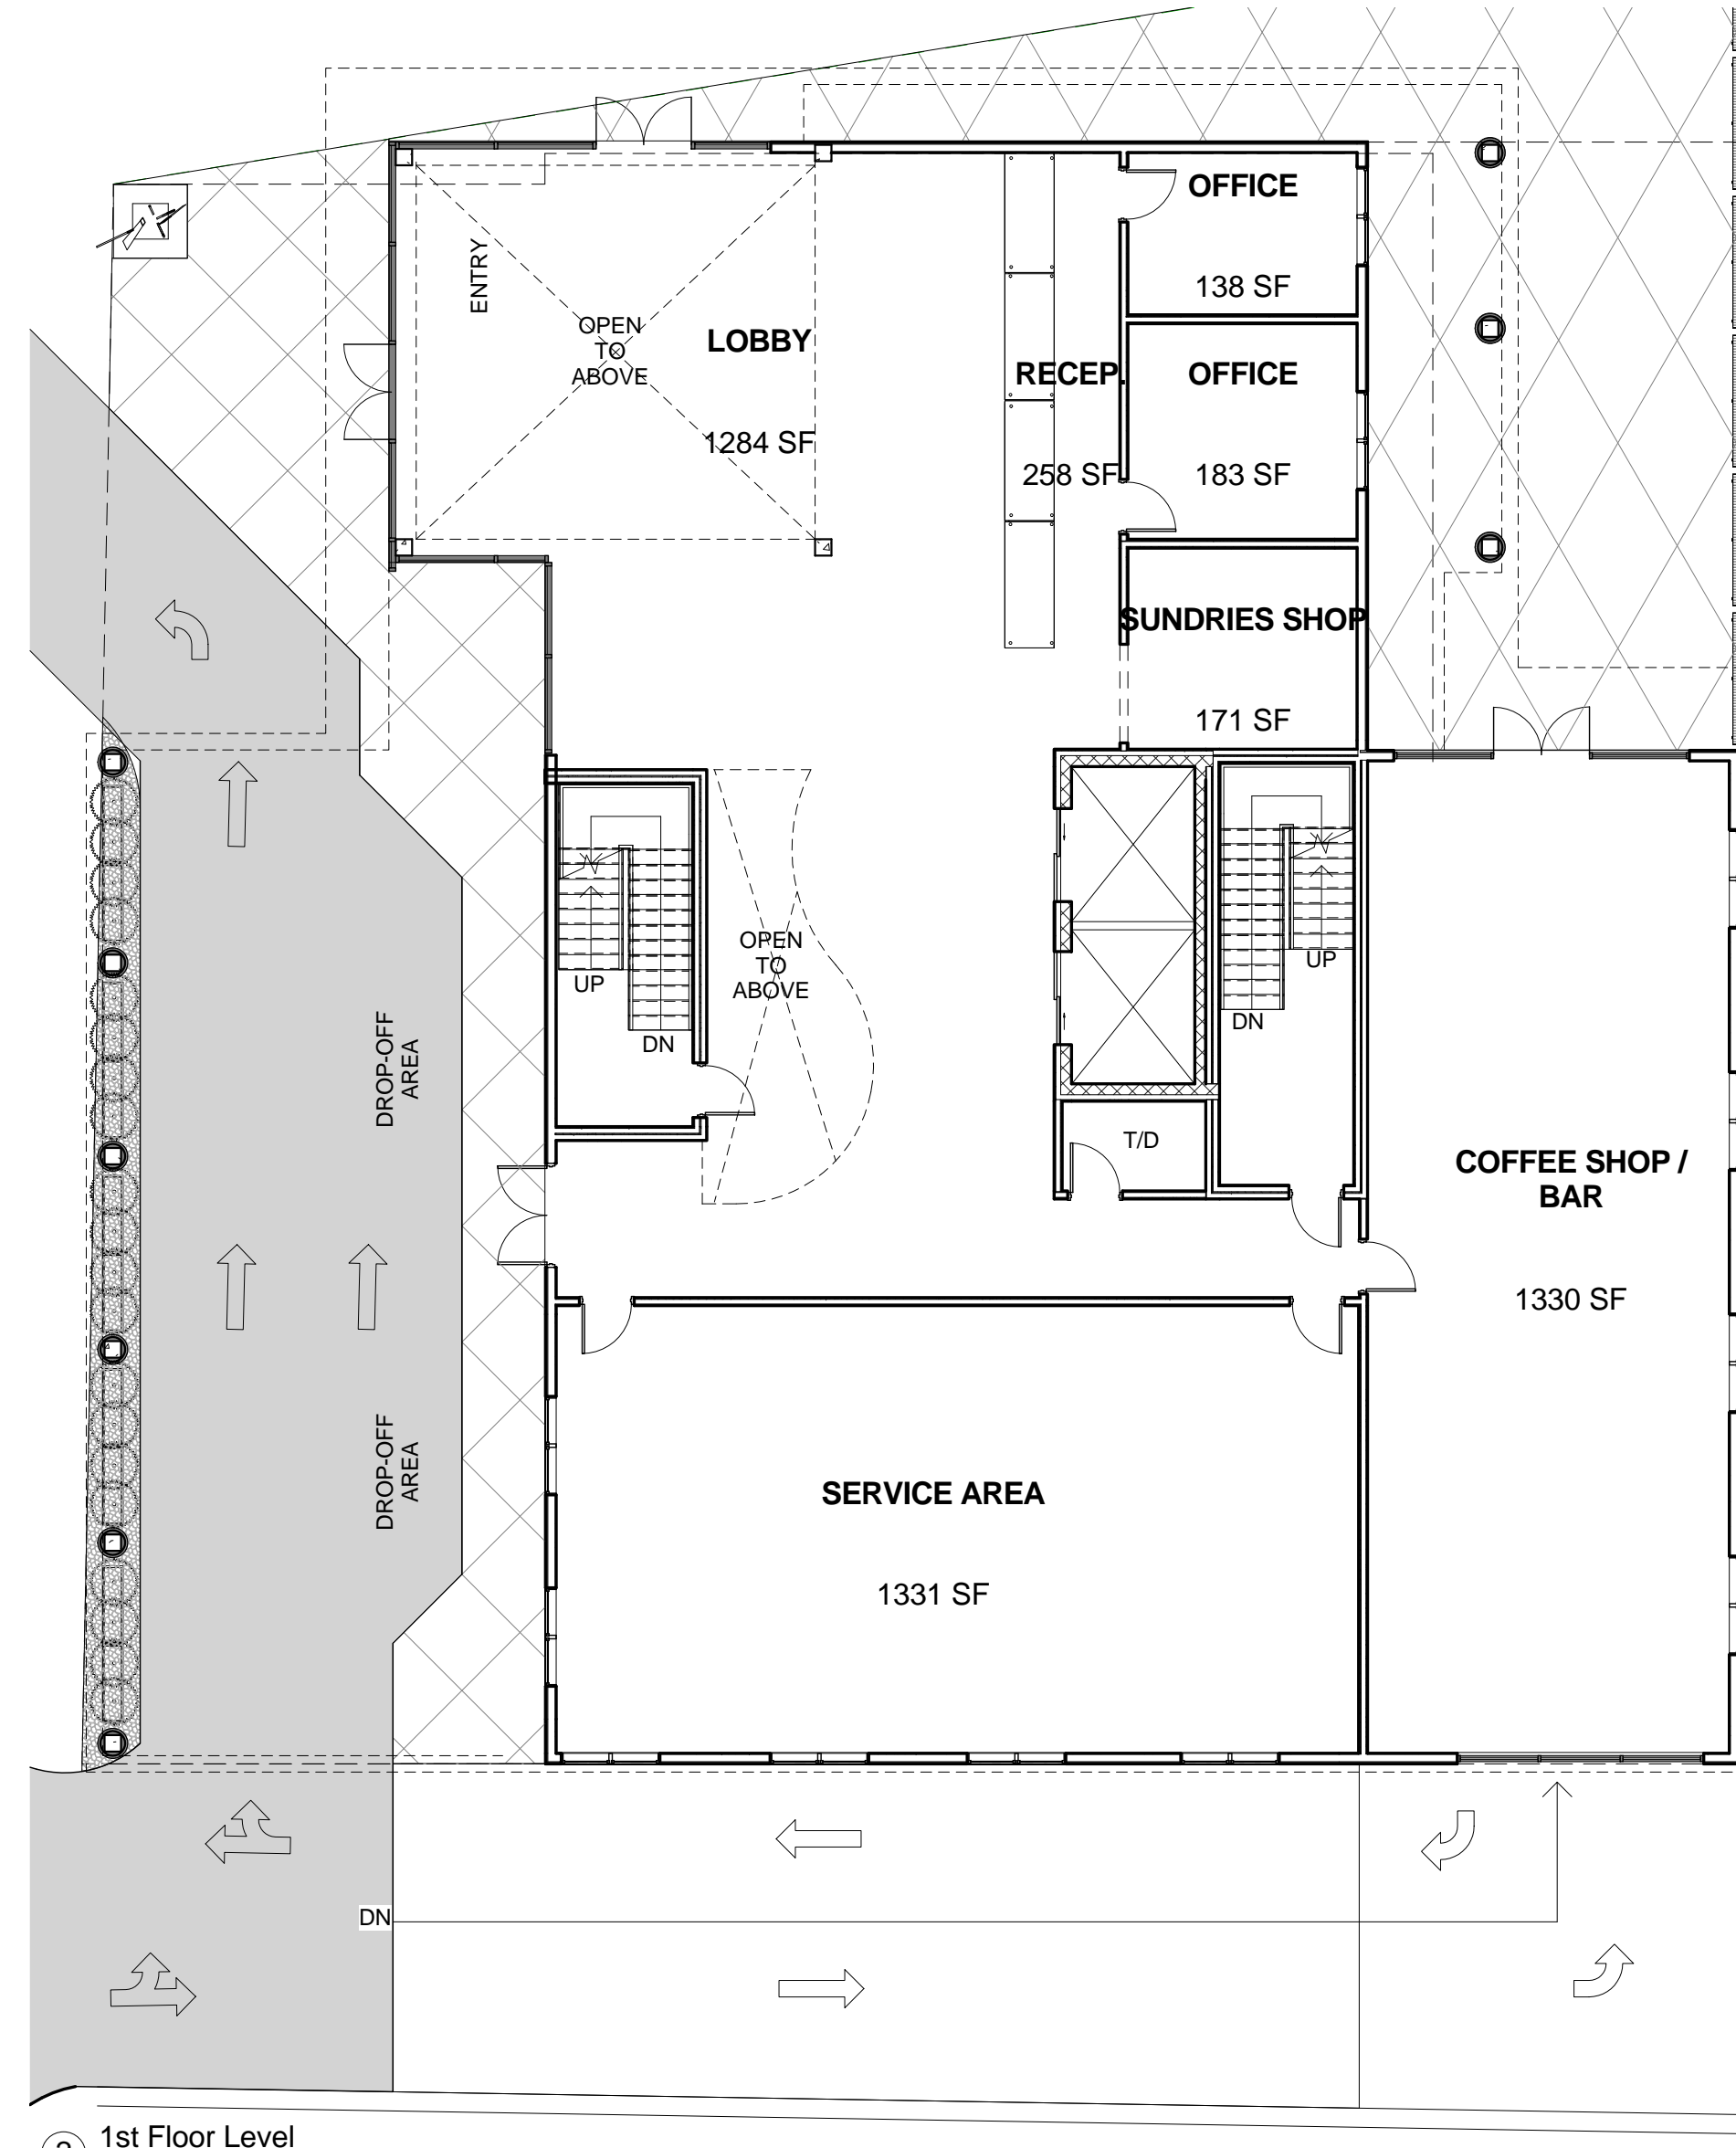 OFFICE
138 SF
ENTRY
OPEN
TO
ABOVE
LOBBY
1284 SF
RECEP.
258 SF
OFFICE
183 SF
SUNDRIES SHOP
171 SF
OPEN
TO
ABOVE
UP
DN
UP
DN
DROP-OFF
AREA
T/D
COFFEE SHOP /
BAR
1330 SF
DROP-OFF
AREA
SERVICE AREA
1331 SF
DN
1st Floor Level